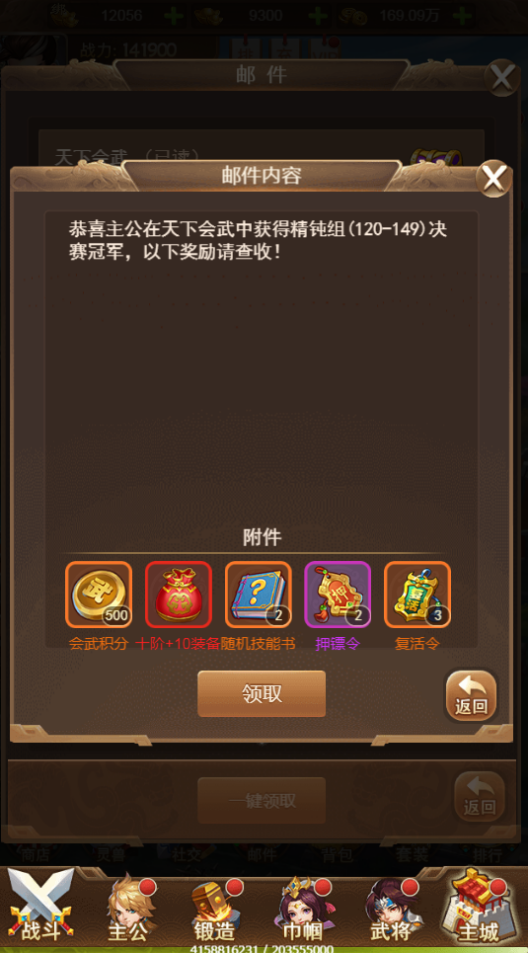 12056
9300
169.09万
战力: 141900
邮 件
天下会武 (已读)
邮件内容
恭喜主公在天下会武中获得精钝组(120-149)决
赛冠军，以下奖励请查收!
附件
500
2
2
3
会武积分 十阶+10装备 随机技能书 押镖令 复活令
领取
返回
一键领取
返回
商店 灵兽 社交 邮件 背包 套装 排行
战斗 主公 锻造 巾帼 武将 主城
4158816231 / 203555000